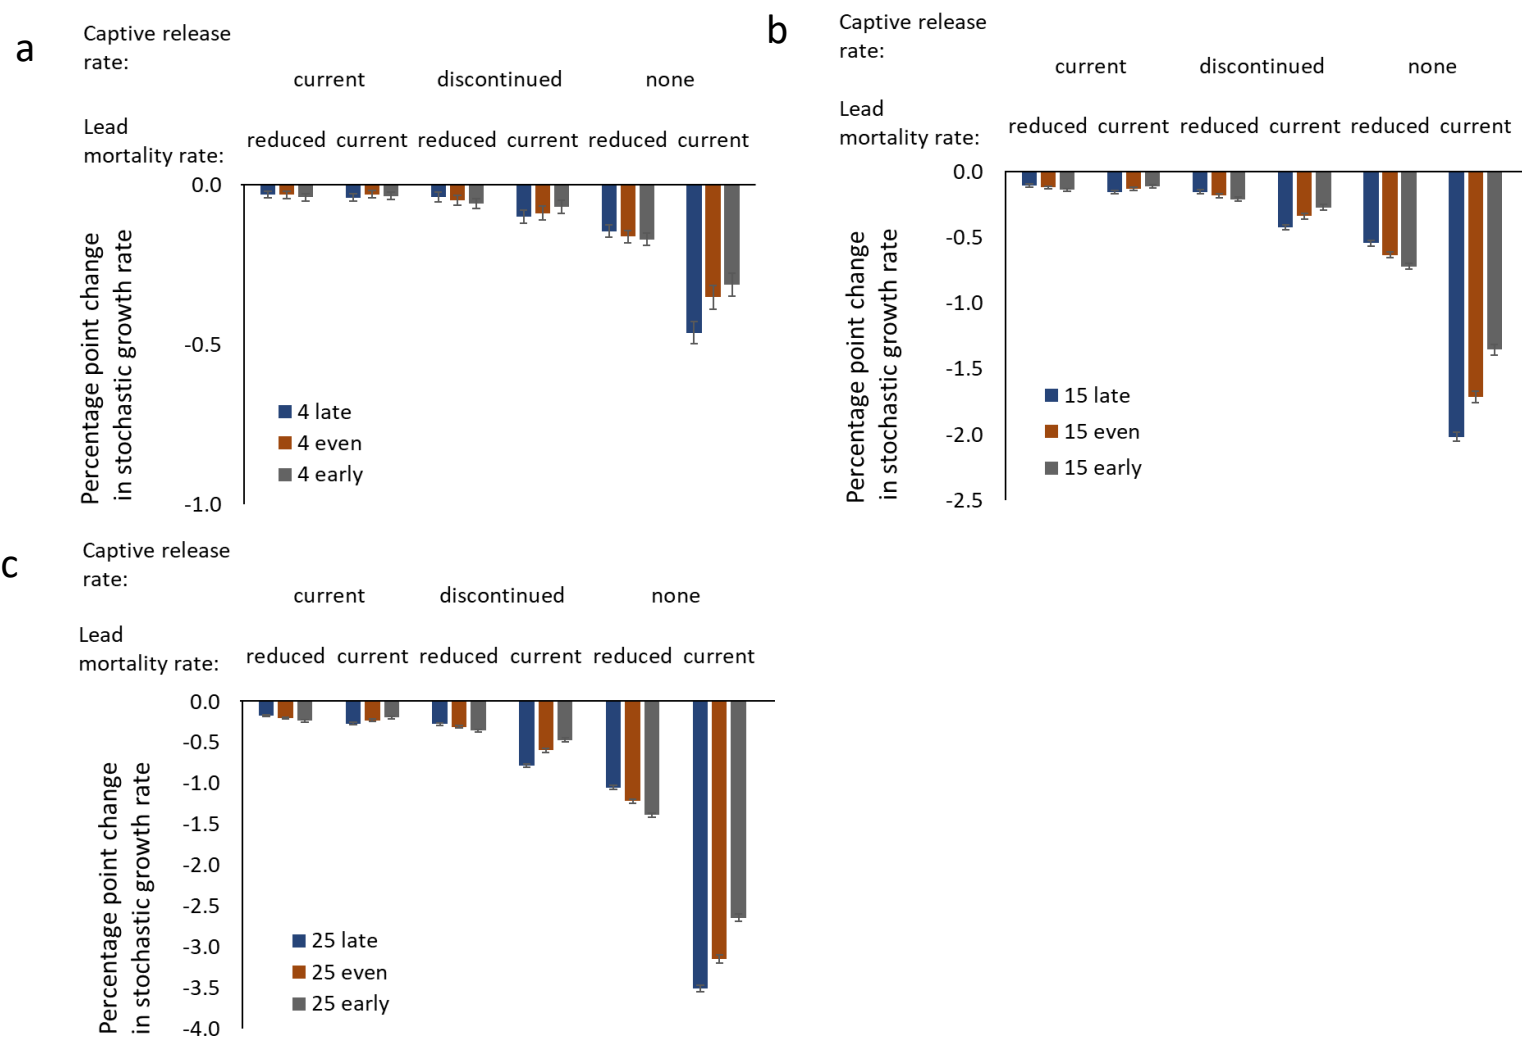 a
Captive release
rate:
current discontinued none
Lead
mortality rate:
reduced current reduced current reduced current
0.0
-0.5
-1.0
Percentage point change
in stochastic growth rate
4 late
4 even
4 early
b
Captive release
rate:
current discontinued none
Lead
mortality rate:
reduced current reduced current reduced current
0.0
-0.5
-1.0
-1.5
-2.0
-2.5
Percentage point change
in stochastic growth rate
15 late
15 even
15 early
c
Captive release
rate:
current discontinued none
Lead
mortality rate:
reduced current reduced current reduced current
0.0
-0.5
-1.0
-1.5
-2.0
-2.5
-3.0
-3.5
-4.0
Percentage point change
in stochastic growth rate
25 late
25 even
25 early